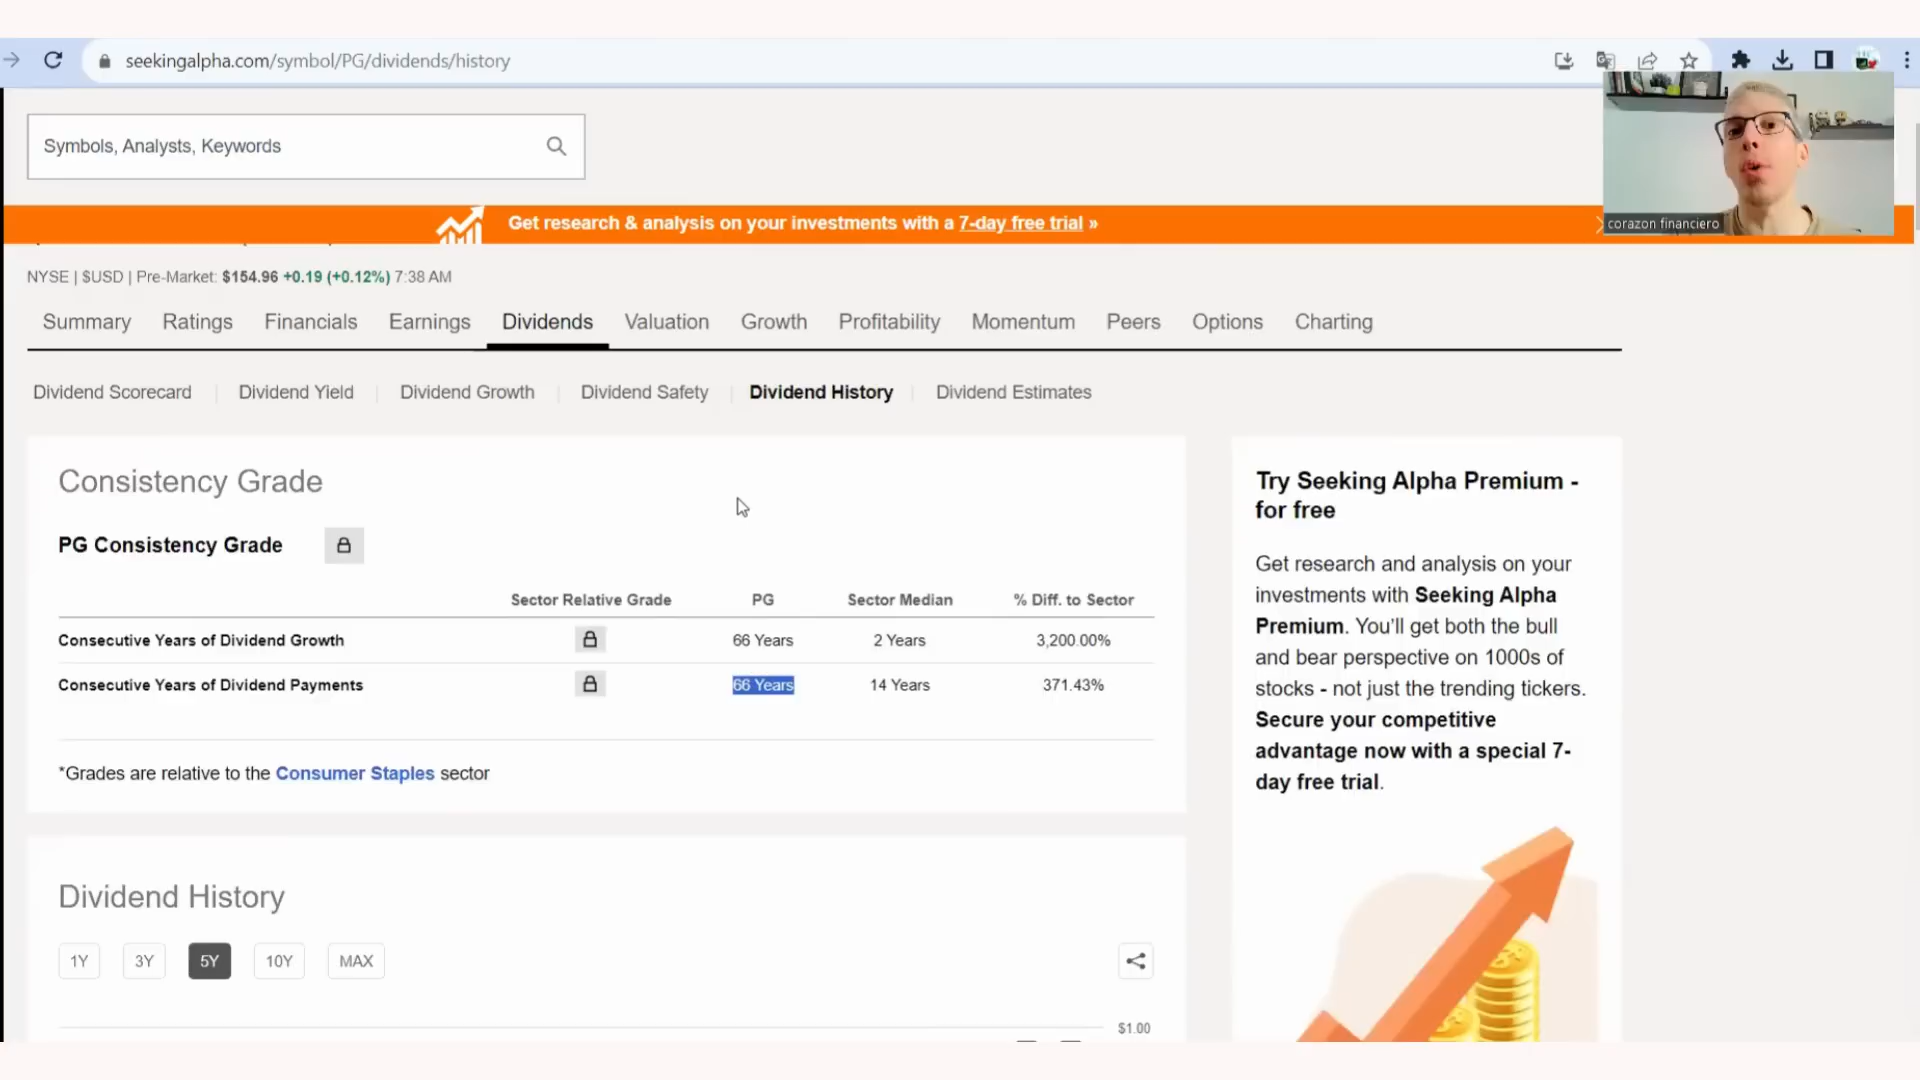 seekingalpha.com/symbol/PG/dividends/history
Symbols, Analysts, Keywords
Get research & analysis on your investments with a 7-day free trial »
corazon financiero
NYSE | $USD | Pre-Market: $154.96 +0.19 (+0.12%) 7:38 AM
Summary Ratings Financials Earnings Dividends Valuation Growth Profitability Momentum Peers Options Charting
Dividend Scorecard Dividend Yield Dividend Growth Dividend Safety Dividend History Dividend Estimates
Consistency Grade
PG Consistency Grade
Sector Relative Grade PG Sector Median % Diff. to Sector
Consecutive Years of Dividend Growth 66 Years 2 Years 3,200.00%
Consecutive Years of Dividend Payments 66 Years 14 Years 371.43%
*Grades are relative to the Consumer Staples sector
Dividend History
1Y 3Y 5Y 10Y MAX
$1.00
Try Seeking Alpha Premium -
for free
Get research and analysis on your
investments with Seeking Alpha
Premium. You'll get both the bull
and bear perspective on 1000s of
stocks - not just the trending tickers.
Secure your competitive
advantage now with a special 7-
day free trial.